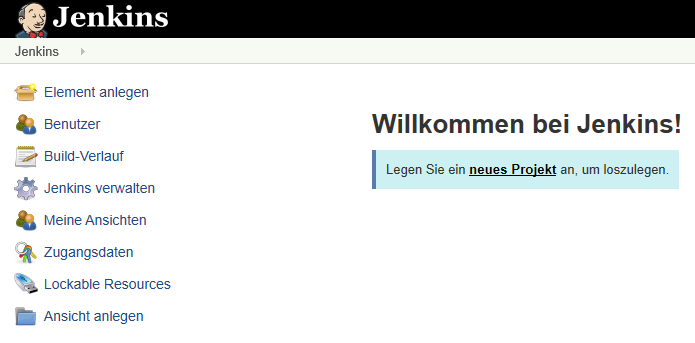 Jenkins
Jenkins
Element anlegen
Benutzer
Build-Verlauf
Jenkins verwalten
Meine Ansichten
Zugangsdaten
Lockable Resources
Ansicht anlegen
Willkommen bei Jenkins!
Legen Sie ein neues Projekt an, um loszulegen.